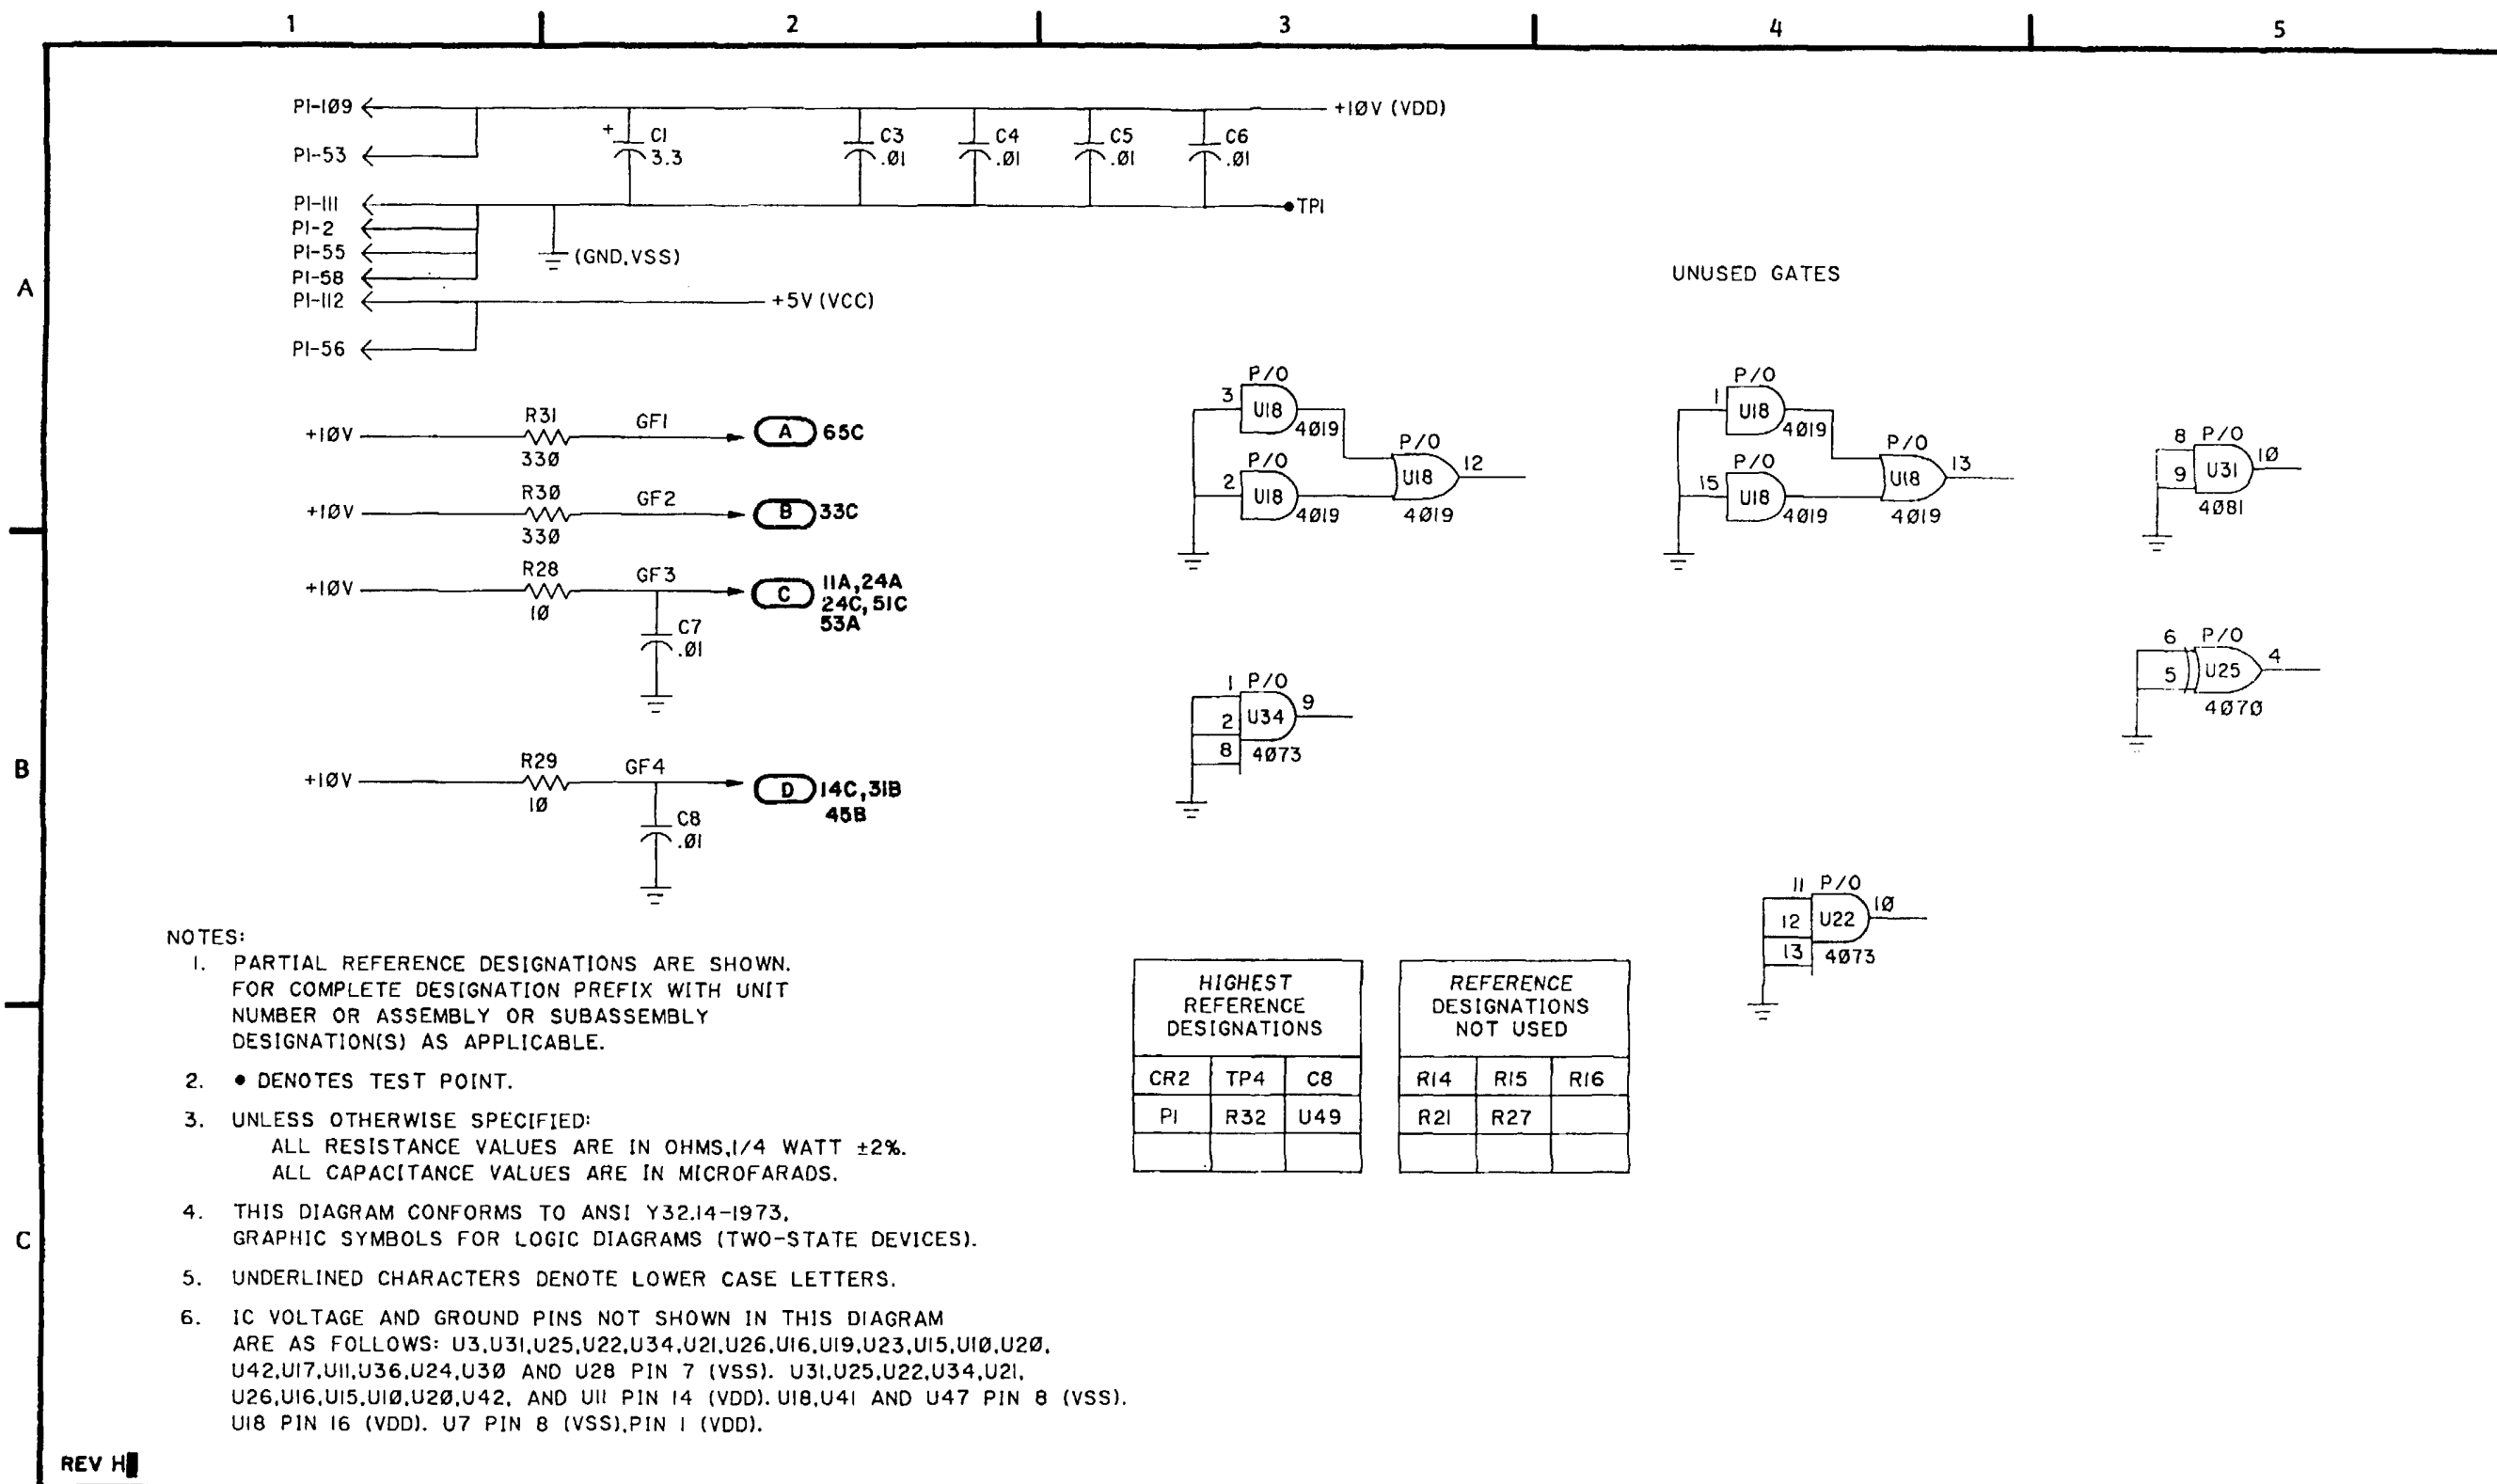 1 2 3 4 5
A
B
C
P1-109
P1-53
P1-111
P1-2
P1-55
P1-58
P1-112
P1-56
+10V (VDD)
+ C1
3.3
C3
.01
C4
.01
C5
.01
C6
.01
TP1
(GND,VSS)
+5V (VCC)
+10V R31 330 GF1 A 65C
+10V R30 330 GF2 B 33C
+10V R28 10 GF3 C 11A,24A
24C,51C
53A
C7
.01
+10V R29 10 GF4 D 14C,31B
45B
C8
.01
UNUSED GATES
3 P/O U18 4019
2 P/O U18 4019
P/O U18 12 4019
1 P/O U18 4019
15 P/O U18 4019
P/O U18 13 4019
8 9 P/O U31 10 4081
6 5 P/O U25 4 4070
1 2 8 P/O U34 9 4073
11 12 13 P/O U22 10 4073
NOTES:
1. PARTIAL REFERENCE DESIGNATIONS ARE SHOWN.
FOR COMPLETE DESIGNATION PREFIX WITH UNIT
NUMBER OR ASSEMBLY OR SUBASSEMBLY
DESIGNATION(S) AS APPLICABLE.
2. ● DENOTES TEST POINT.
3. UNLESS OTHERWISE SPECIFIED:
ALL RESISTANCE VALUES ARE IN OHMS,1/4 WATT ±2%.
ALL CAPACITANCE VALUES ARE IN MICROFARADS.
4. THIS DIAGRAM CONFORMS TO ANSI Y32.14-1973,
GRAPHIC SYMBOLS FOR LOGIC DIAGRAMS (TWO-STATE DEVICES).
5. UNDERLINED CHARACTERS DENOTE LOWER CASE LETTERS.
6. IC VOLTAGE AND GROUND PINS NOT SHOWN IN THIS DIAGRAM
ARE AS FOLLOWS: U3,U31,U25,U22,U34,U21,U26,U16,U19,U23,U15,U10,U20,
U42,U17,U11,U36,U24,U30 AND U28 PIN 7 (VSS). U31,U25,U22,U34,U21,
U26,U16,U15,U10,U20,U42, AND U11 PIN 14 (VDD). U18,U41 AND U47 PIN 8 (VSS).
U18 PIN 16 (VDD). U7 PIN 8 (VSS),PIN 1 (VDD).
HIGHEST
REFERENCE
DESIGNATIONS
CR2 TP4 C8
P1 R32 U49
REFERENCE
DESIGNATIONS
NOT USED
R14 R15 R16
R21 R27
REV H